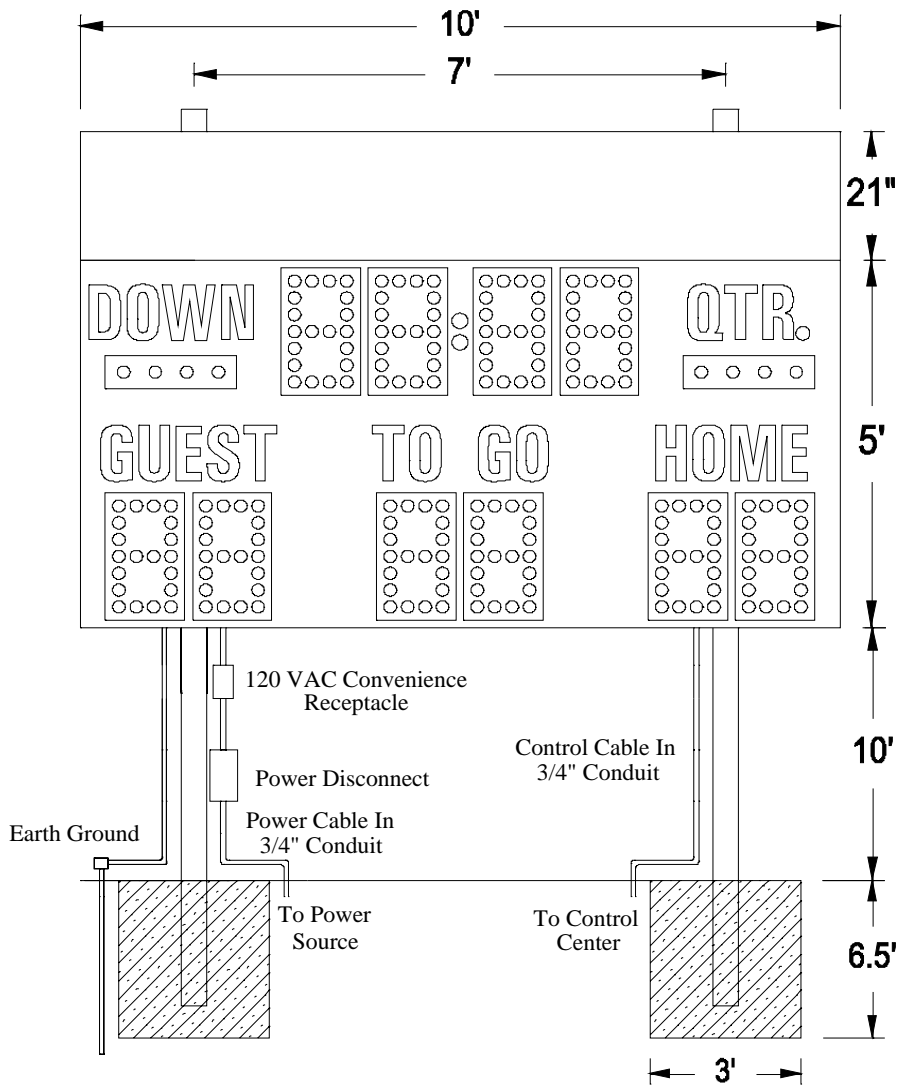 10'
7'
21"
DOWN
QTR.
5'
GUEST
TO GO
HOME
120 VAC Convenience
Receptacle
Power Disconnect
Control Cable In
3/4" Conduit
10'
Power Cable In
3/4" Conduit
Earth Ground
To Power
Source
To Control
Center
6.5'
3'